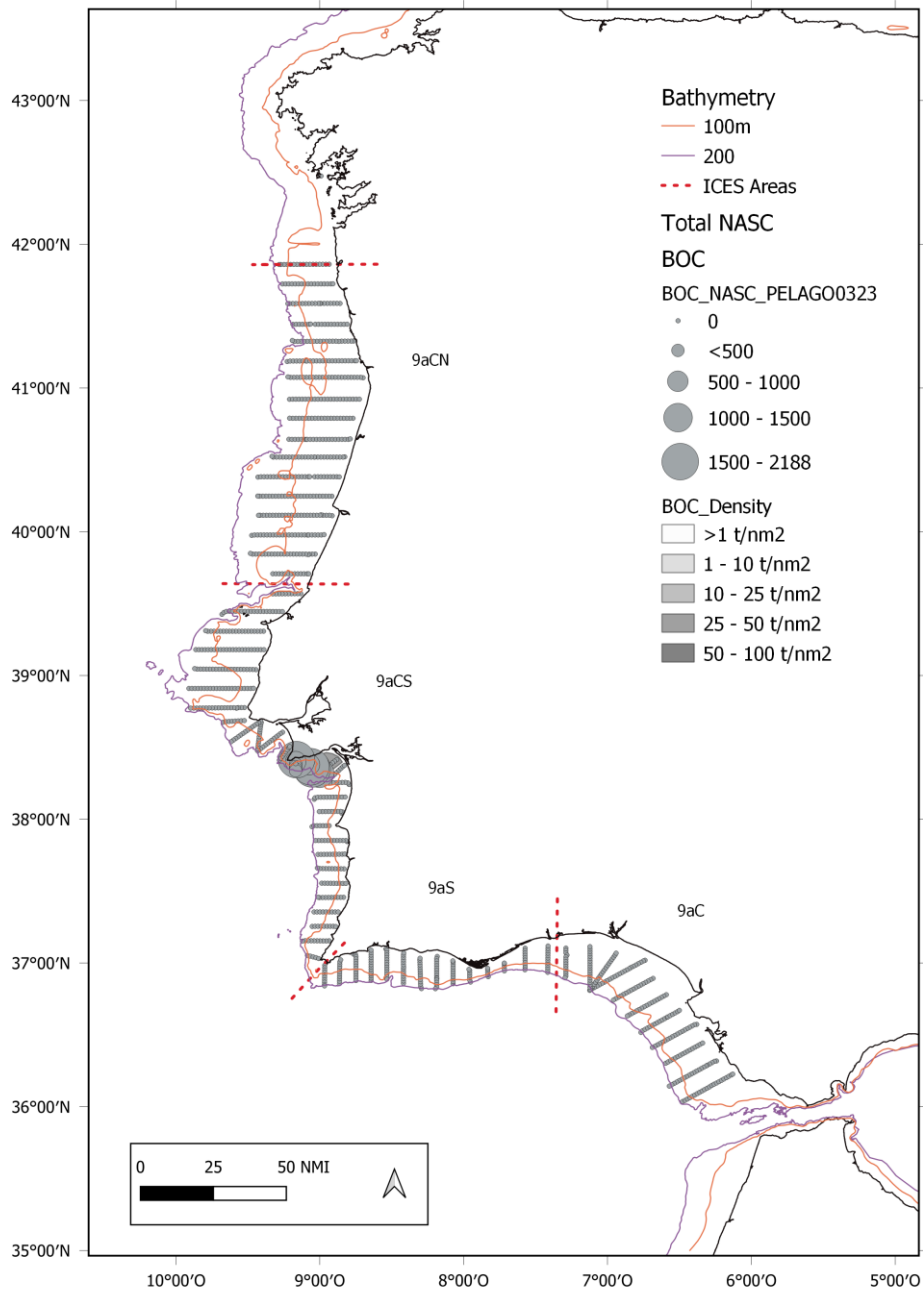 43°00'N
42°00'N
41°00'N
40°00'N
39°00'N
38°00'N
37°00'N
36°00'N
35°00'N
10°00'O
9°00'O
8°00'O
7°00'O
6°00'O
5°00'O
9aCN
9aCS
9aS
9aC
Bathymetry
100m
200
ICES Areas
Total NASC
BOC
BOC_NASC_PELAGO0323
0
<500
500 - 1000
1000 - 1500
1500 - 2188
BOC_Density
>1 t/nm2
1 - 10 t/nm2
10 - 25 t/nm2
25 - 50 t/nm2
50 - 100 t/nm2
0 25 50 NMI